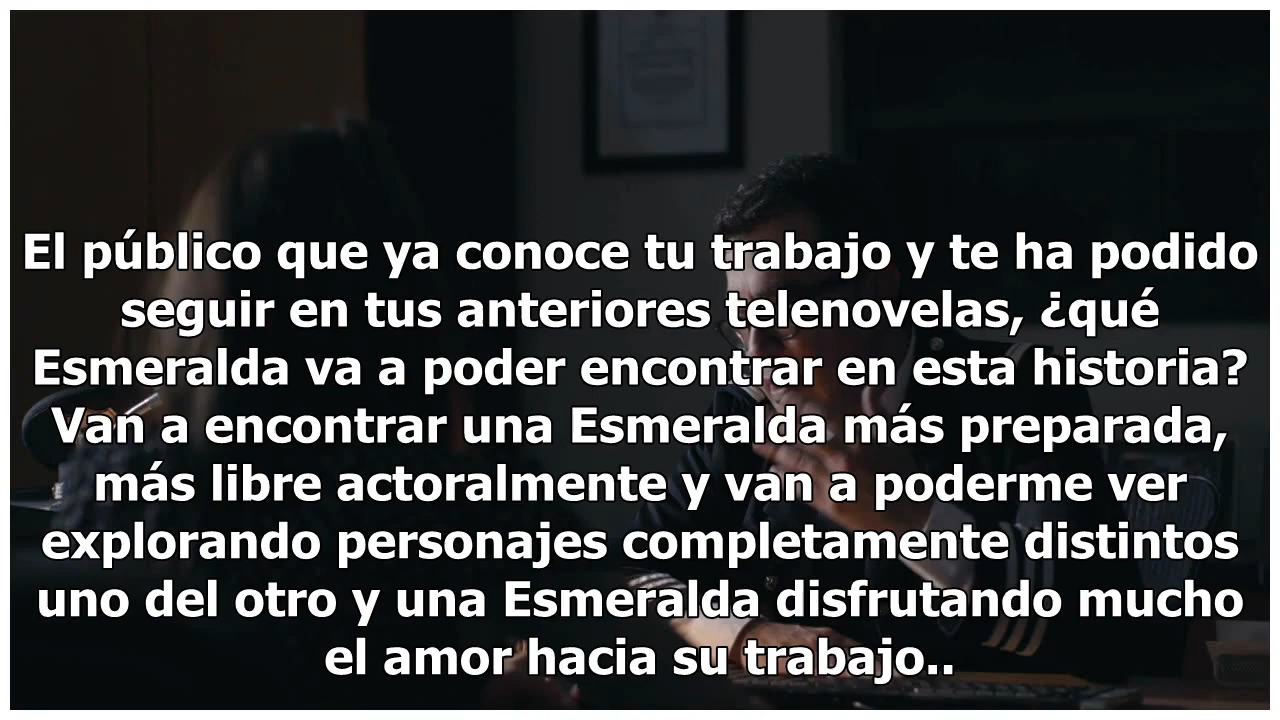 El público que ya conoce tu trabajo y te ha podido
seguir en tus anteriores telenovelas, ¿qué
Esmeralda va a poder encontrar en esta historia?
Van a encontrar una Esmeralda más preparada,
más libre actoralmente y van a poderme ver
explorando personajes completamente distintos
uno del otro y una Esmeralda disfrutando mucho
el amor hacia su trabajo..